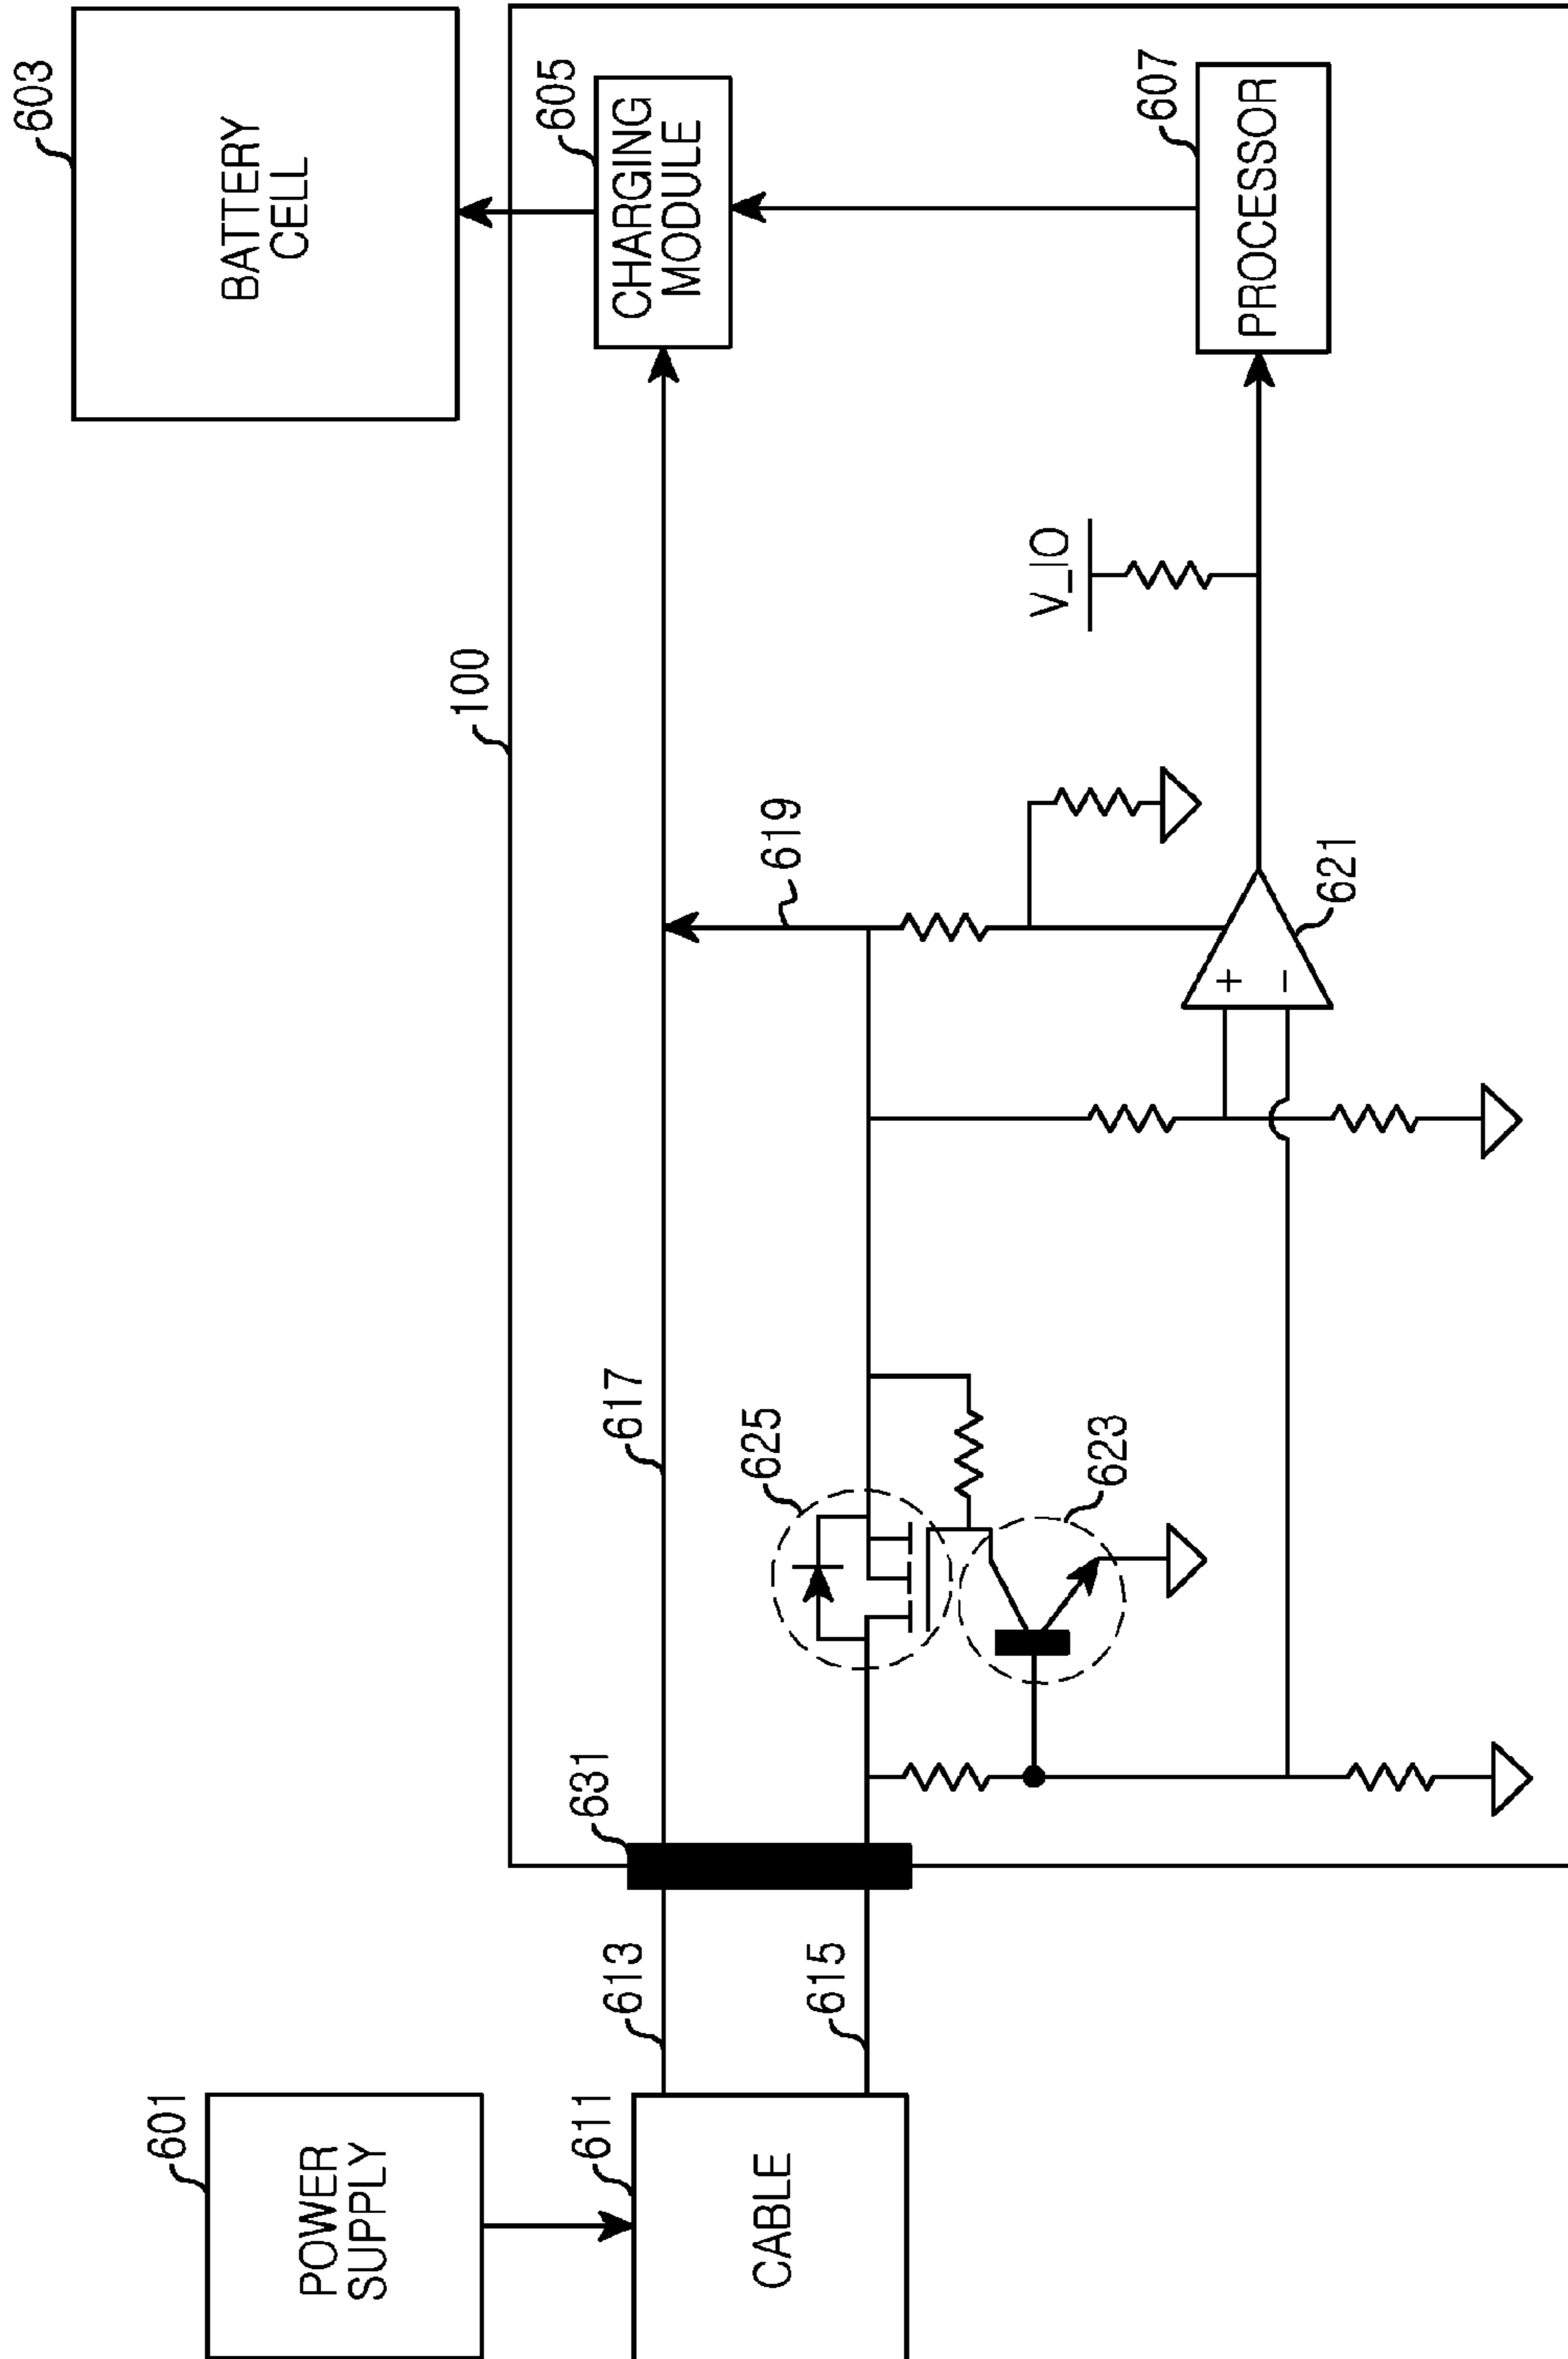 601
POWER
SUPPLY
611
CABLE
613
615
631
617
625
623
100
619
621
+
−
V_IO
603
BATTERY
CELL
605
CHARGING
MODULE
607
PROCESSOR